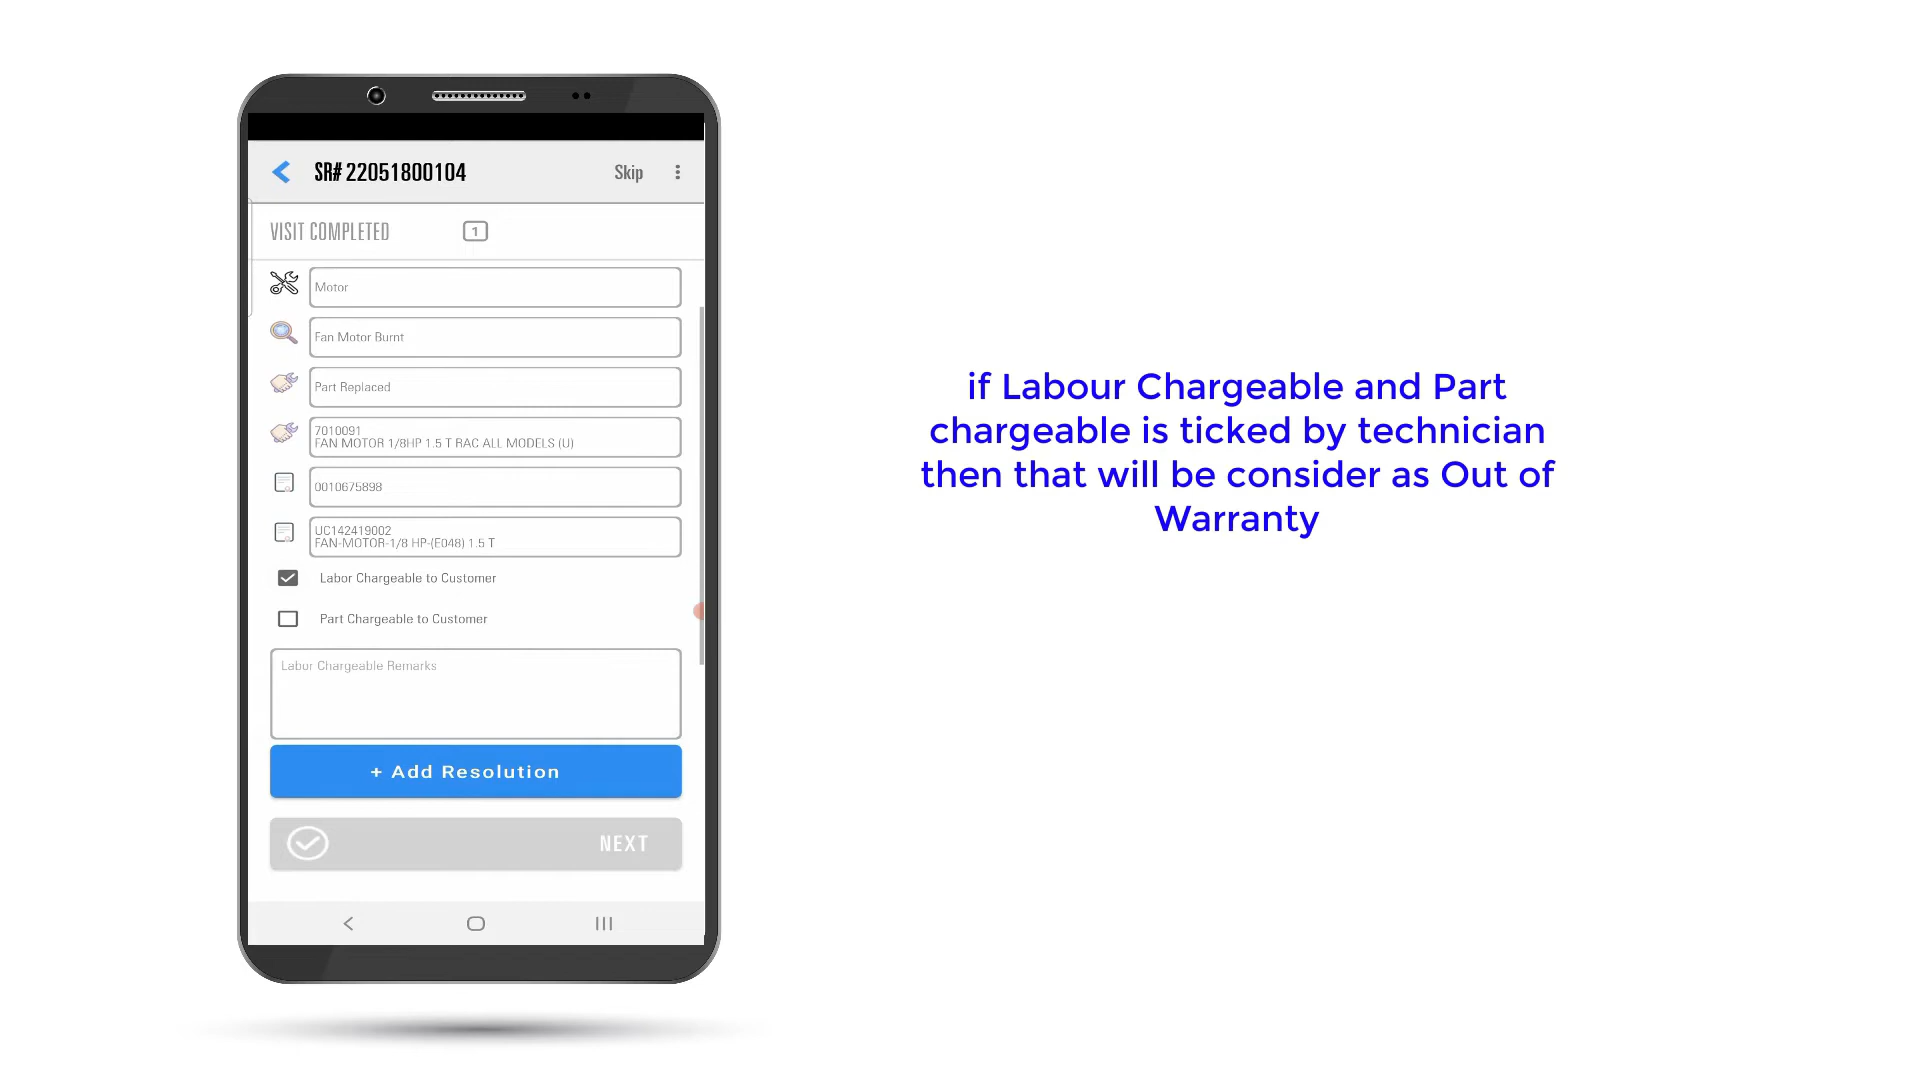 SR# 22051800104
Skip
VISIT COMPLETED
1
Motor
Fan Motor Burnt
Part Replaced
7010091
FAN MOTOR 1/8HP 1.5 T RAC ALL MODELS (U)
0010675898
UC142419002
FAN-MOTOR-1/8 HP-(E048) 1.5 T
Labor Chargeable to Customer
Part Chargeable to Customer
Labor Chargeable Remarks
+ Add Resolution
NEXT
if Labour Chargeable and Part
chargeable is ticked by technician
then that will be consider as Out of
Warranty